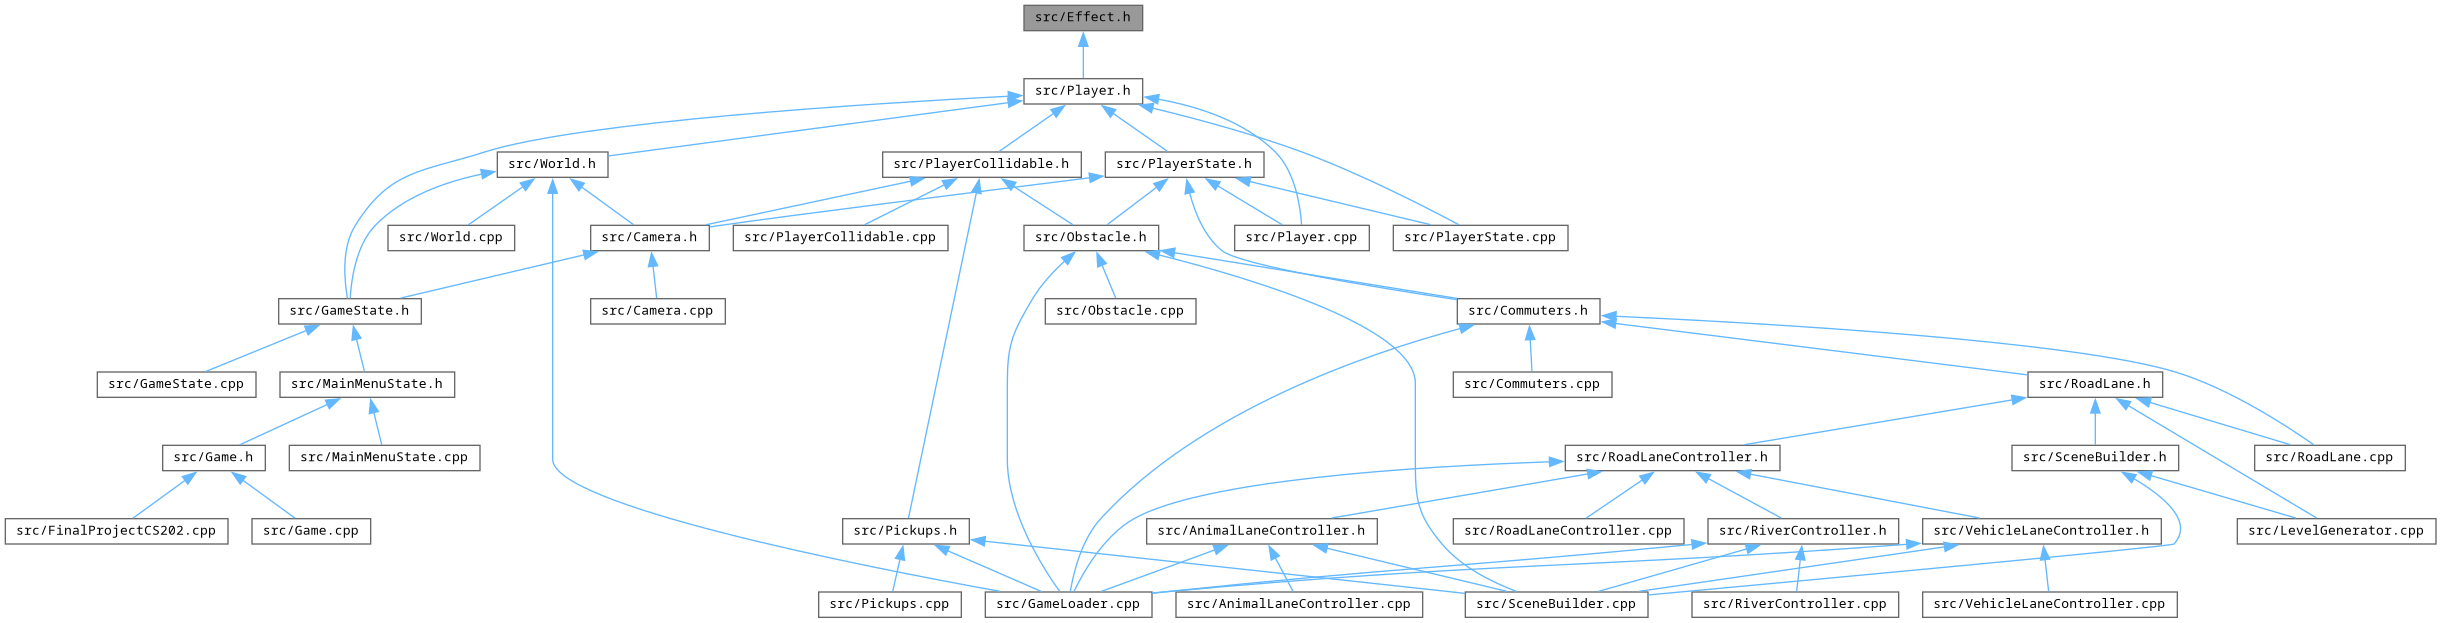 src/Effect.h
src/Player.h
src/World.h
src/PlayerCollidable.h
src/PlayerState.h
src/World.cpp
src/Camera.h
src/PlayerCollidable.cpp
src/Obstacle.h
src/Player.cpp
src/PlayerState.cpp
src/GameState.h
src/Camera.cpp
src/Obstacle.cpp
src/Commuters.h
src/GameState.cpp
src/MainMenuState.h
src/Commuters.cpp
src/RoadLane.h
src/Game.h
src/MainMenuState.cpp
src/RoadLaneController.h
src/SceneBuilder.h
src/RoadLane.cpp
src/FinalProjectCS202.cpp
src/Game.cpp
src/Pickups.h
src/AnimalLaneController.h
src/RoadLaneController.cpp
src/RiverController.h
src/VehicleLaneController.h
src/LevelGenerator.cpp
src/Pickups.cpp
src/GameLoader.cpp
src/AnimalLaneController.cpp
src/SceneBuilder.cpp
src/RiverController.cpp
src/VehicleLaneController.cpp